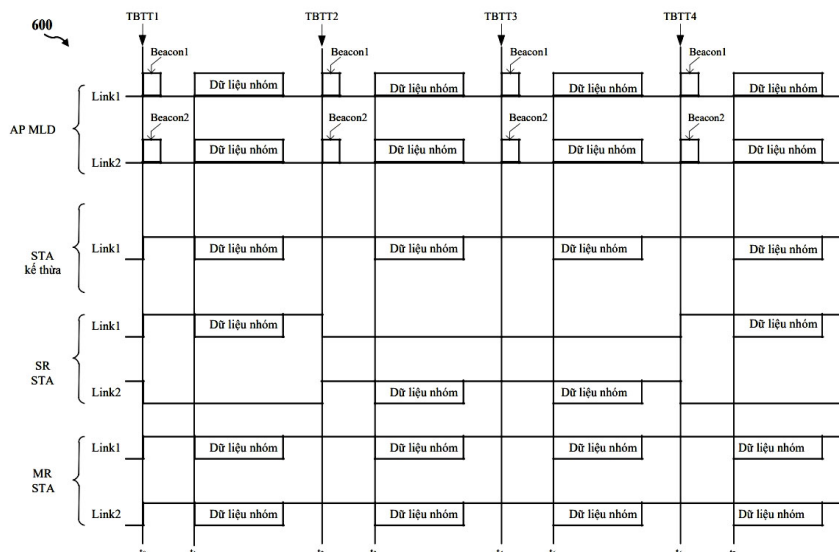 600
TBTT1 TBTT2 TBTT3 TBTT4
Beacon1 Beacon1 Beacon1 Beacon1
Link1 Dữ liệu nhóm Dữ liệu nhóm Dữ liệu nhóm Dữ liệu nhóm
AP MLD
Beacon2 Beacon2 Beacon2 Beacon2
Link2 Dữ liệu nhóm Dữ liệu nhóm Dữ liệu nhóm Dữ liệu nhóm
STA
kế thừa
Link1 Dữ liệu nhóm Dữ liệu nhóm Dữ liệu nhóm Dữ liệu nhóm
Link1 Dữ liệu nhóm Dữ liệu nhóm
SR
STA
Link2 Dữ liệu nhóm Dữ liệu nhóm
Link1 Dữ liệu nhóm Dữ liệu nhóm Dữ liệu nhóm Dữ liệu nhóm
MR
STA
Link2 Dữ liệu nhóm Dữ liệu nhóm Dữ liệu nhóm Dữ liệu nhóm